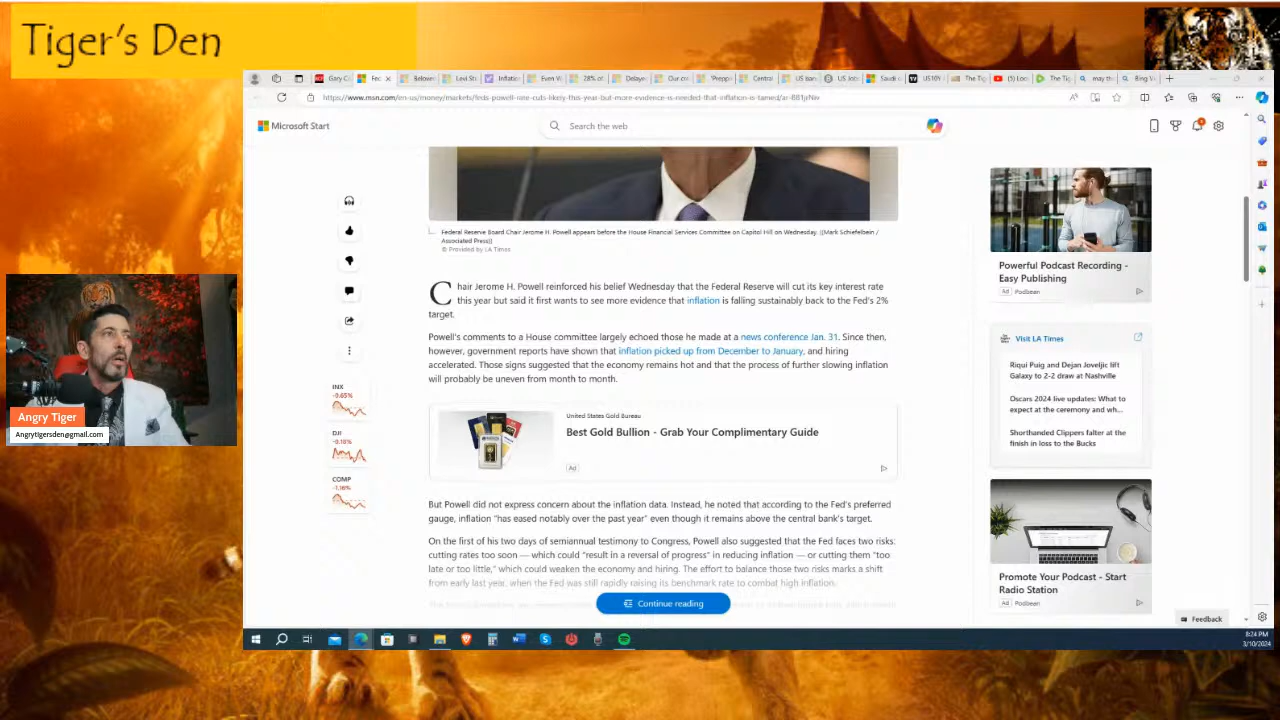 Tiger's Den
Microsoft Start
Search the web
Federal Reserve Board Chair Jerome H. Powell appears before the House Financial Services Committee on Capitol Hill on Wednesday. ((Mark Schiefelbein /
Associated Press))
© Provided by LA Times
Chair Jerome H. Powell reinforced his belief Wednesday that the Federal Reserve will cut its key interest rate
this year but said it first wants to see more evidence that inflation is falling sustainably back to the Fed's 2%
target.
Powell's comments to a House committee largely echoed those he made at a news conference Jan. 31. Since then,
however, government reports have shown that inflation picked up from December to January, and hiring
accelerated. Those signs suggested that the economy remains hot and that the process of further slowing inflation
will probably be uneven from month to month.
United States Gold Bureau
Best Gold Bullion - Grab Your Complimentary Guide
Ad
But Powell did not express concern about the inflation data. Instead, he noted that according to the Fed's preferred
gauge, inflation "has eased notably over the past year" even though it remains above the central bank's target.
On the first of his two days of semiannual testimony to Congress, Powell also suggested that the Fed faces two risks:
cutting rates too soon — which could "result in a reversal of progress" in reducing inflation — or cutting them "too
late or too little," which could weaken the economy and hiring. The effort to balance those two risks marks a shift
from early last year, when the Fed was still rapidly raising its benchmark rate to combat high inflation.
Continue reading
INX
-0.65%
DJI
-0.18%
COMP
-1.16%
Powerful Podcast Recording -
Easy Publishing
Ad Podbean
Visit LA Times
Riqui Puig and Dejan Joveljic lift
Galaxy to 2-2 draw at Nashville
Oscars 2024 live updates: What to
expect at the ceremony and wh...
Shorthanded Clippers falter at the
finish in loss to the Bucks
Promote Your Podcast - Start
Radio Station
Ad Podbean
Feedback
Angry Tiger
Angrytigersden@gmail.com
8:24 PM
3/10/2024